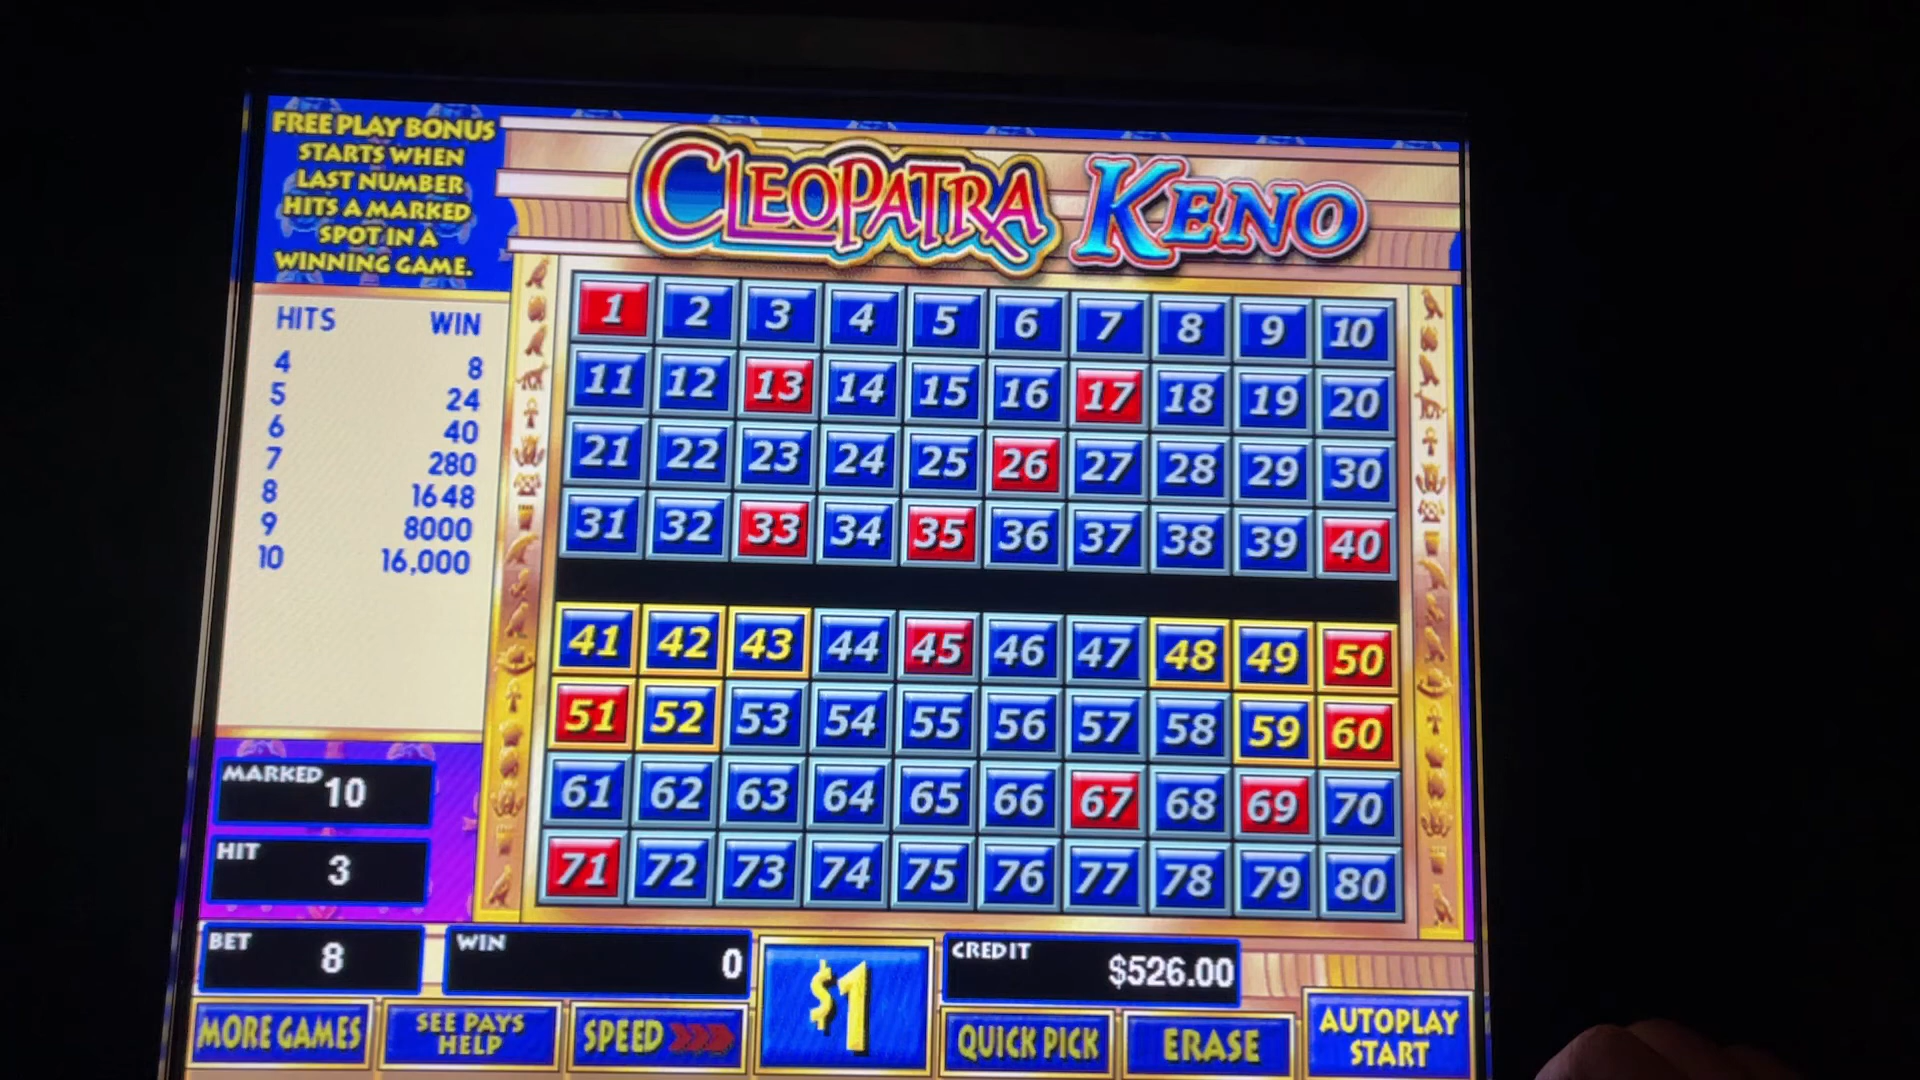 FREE PLAY BONUS
STARTS WHEN
LAST NUMBER
HITS A MARKED
SPOT IN A
WINNING GAME.
CLEOPATRA KENO
HITS WIN
4 8
5 24
6 40
7 280
8 1648
9 8000
10 16,000
1 2 3 4 5 6 7 8 9 10
11 12 13 14 15 16 17 18 19 20
21 22 23 24 25 26 27 28 29 30
31 32 33 34 35 36 37 38 39 40
41 42 43 44 45 46 47 48 49 50
51 52 53 54 55 56 57 58 59 60
61 62 63 64 65 66 67 68 69 70
71 72 73 74 75 76 77 78 79 80
MARKED 10
HIT 3
BET 8
WIN 0
$1
CREDIT $526.00
MORE GAMES
SEE PAYS
HELP
SPEED
QUICK PICK
ERASE
AUTOPLAY
START